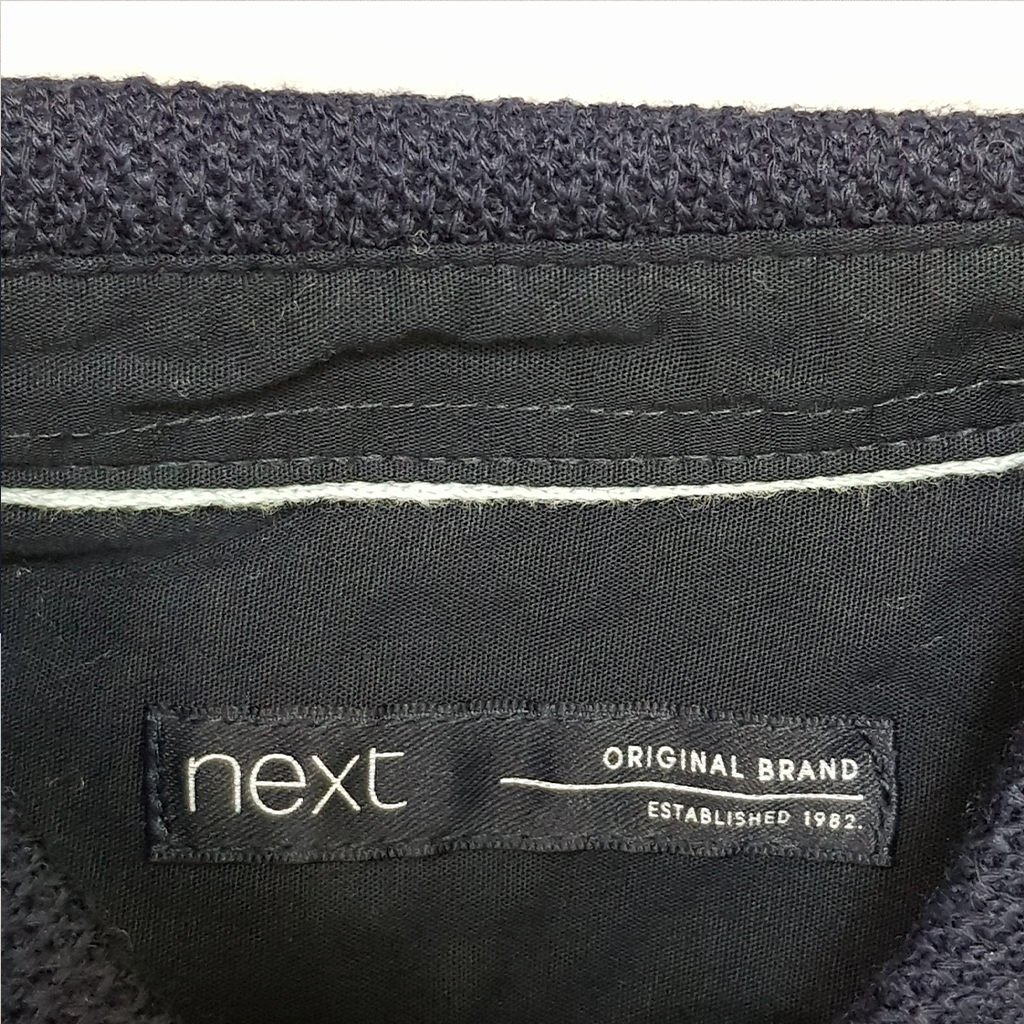 next
ORIGINAL BRAND
ESTABLISHED 1982.